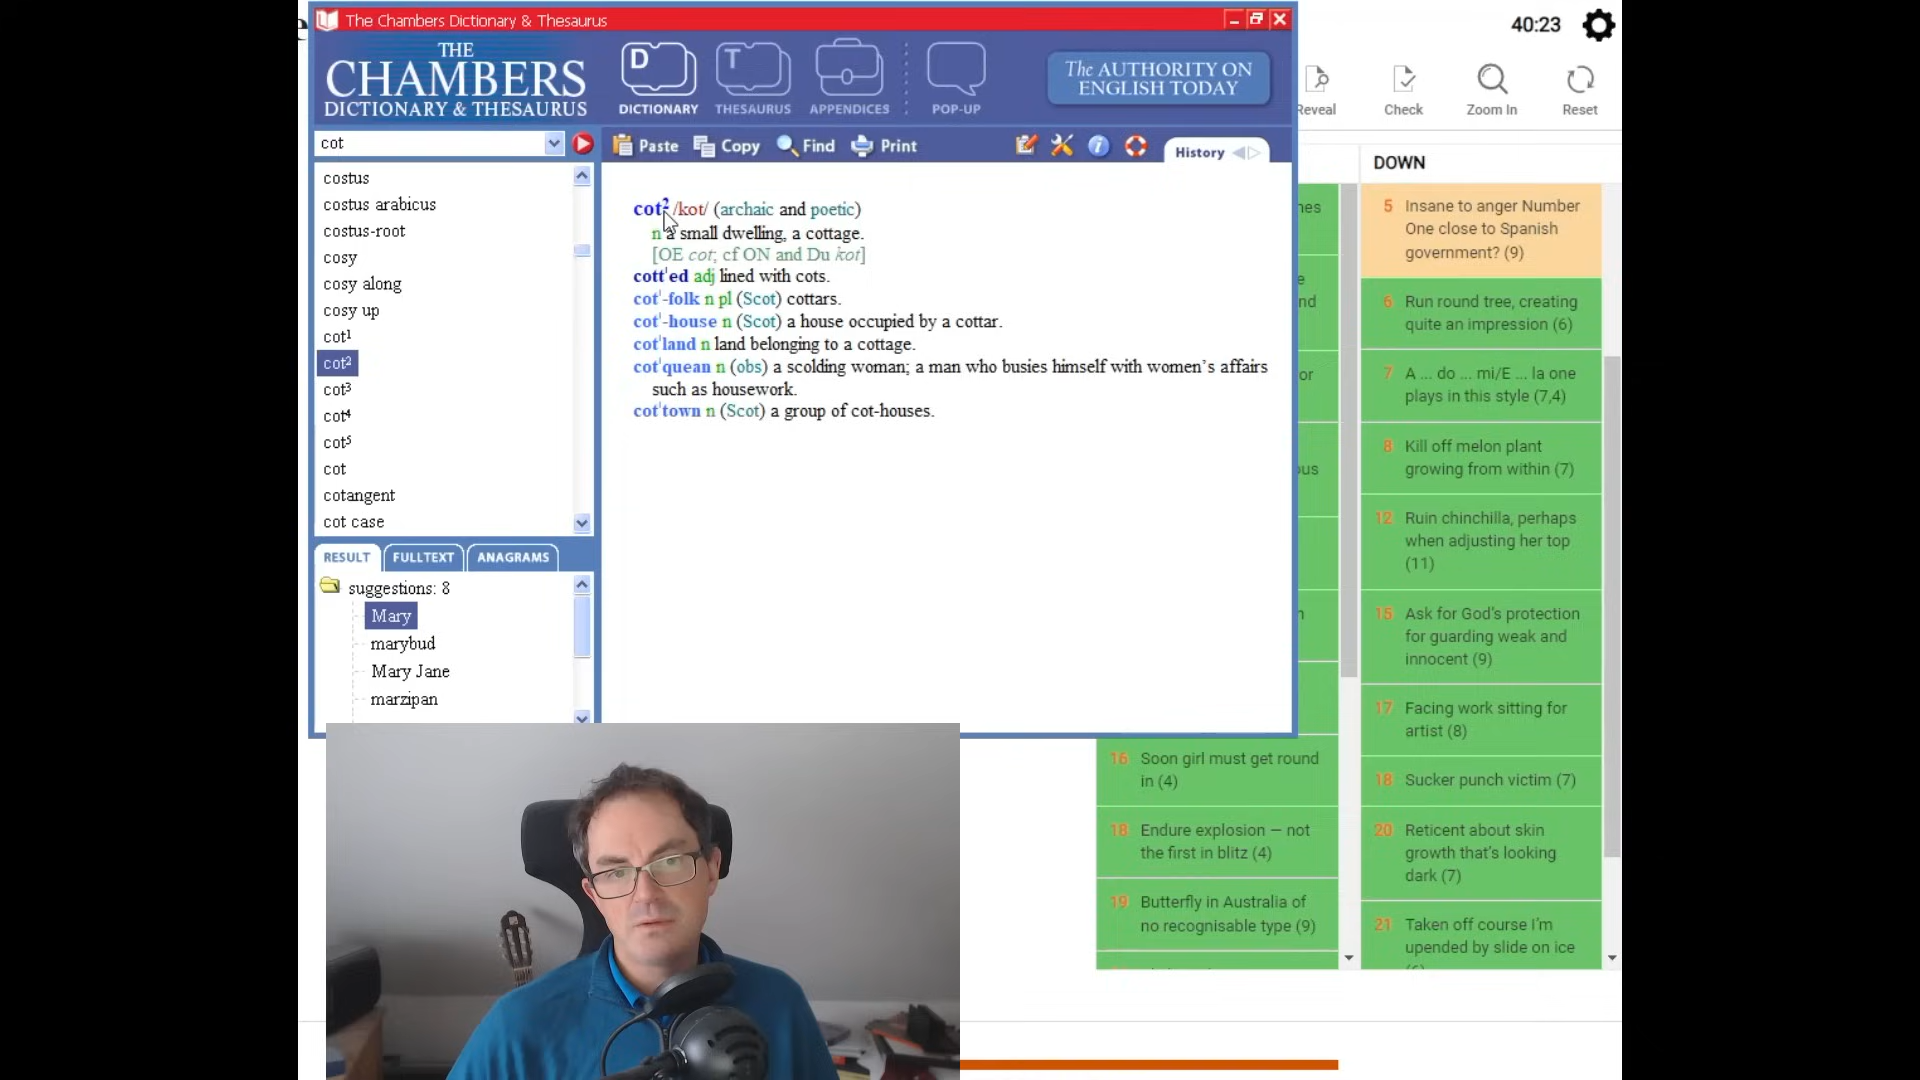 The Chambers Dictionary & Thesaurus
THE
CHAMBERS
DICTIONARY & THESAURUS
D
DICTIONARY
T
THESAURUS
APPENDICES
POP-UP
The AUTHORITY ON
ENGLISH TODAY
cot
Paste
Copy
Find
Print
History
costus
costus arabicus
costus-root
cosy
cosy along
cosy up
cot¹
cot²
cot³
cot⁴
cot⁵
cot
cotangent
cot case
RESULT
FULLTEXT
ANAGRAMS
suggestions: 8
Mary
marybud
Mary Jane
marzipan
cot² /kot/ (archaic and poetic)
n a small dwelling, a cottage.
[OE cot; cf ON and Du kot]
cottˈed adj lined with cots.
cotˈ-folk n pl (Scot) cottars.
cotˈ-house n (Scot) a house occupied by a cottar.
cotˈland n land belonging to a cottage.
cotˈquean n (obs) a scolding woman; a man who busies himself with women’s affairs
such as housework.
cotˈtown n (Scot) a group of cot-houses.
40:23
Reveal
Check
Zoom In
Reset
16 Soon girl must get round
in (4)
18 Endure explosion — not
the first in blitz (4)
19 Butterfly in Australia of
no recognisable type (9)
DOWN
5 Insane to anger Number
One close to Spanish
government? (9)
6 Run round tree, creating
quite an impression (6)
7 A ... do ... mi/E ... la one
plays in this style (7,4)
8 Kill off melon plant
growing from within (7)
12 Ruin chinchilla, perhaps
when adjusting her top
(11)
15 Ask for God’s protection
for guarding weak and
innocent (9)
17 Facing work sitting for
artist (8)
18 Sucker punch victim (7)
20 Reticent about skin
growth that’s looking
dark (7)
21 Taken off course I’m
upended by slide on ice